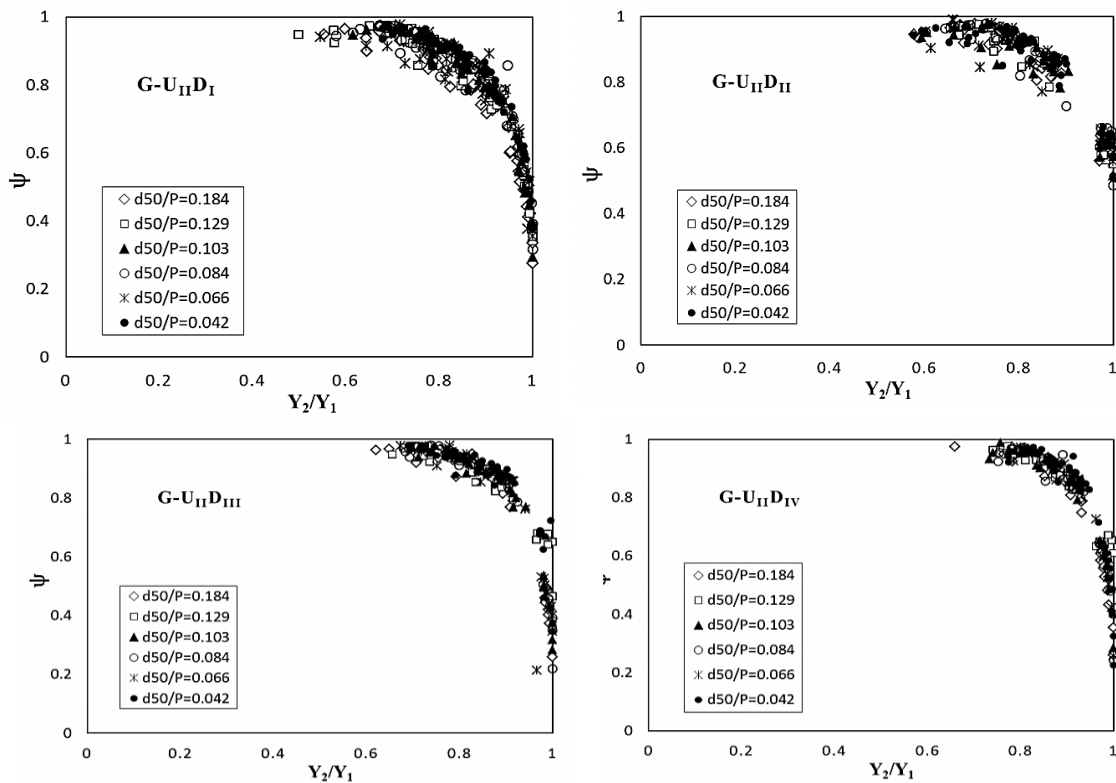 G-U_IID_I
ψ
1
0.8
0.6
0.4
0.2
0
d50/P=0.184
d50/P=0.129
d50/P=0.103
d50/P=0.084
d50/P=0.066
d50/P=0.042
0 0.2 0.4 0.6 0.8 1
Y₂/Y₁
G-U_IID_II
ψ
1
0.8
0.6
0.4
0.2
0
d50/P=0.184
d50/P=0.129
d50/P=0.103
d50/P=0.084
d50/P=0.066
d50/P=0.042
0 0.2 0.4 0.6 0.8 1
Y₂/Y₁
G-U_IID_III
ψ
1
0.8
0.6
0.4
0.2
0
d50/P=0.184
d50/P=0.129
d50/P=0.103
d50/P=0.084
d50/P=0.066
d50/P=0.042
0 0.2 0.4 0.6 0.8 1
Y₂/Y₁
G-U_IID_IV
1
0.8
0.6
0.4
0.2
0
d50/P=0.184
d50/P=0.129
d50/P=0.103
d50/P=0.084
d50/P=0.066
d50/P=0.042
0 0.2 0.4 0.6 0.8 1
Y₂/Y₁